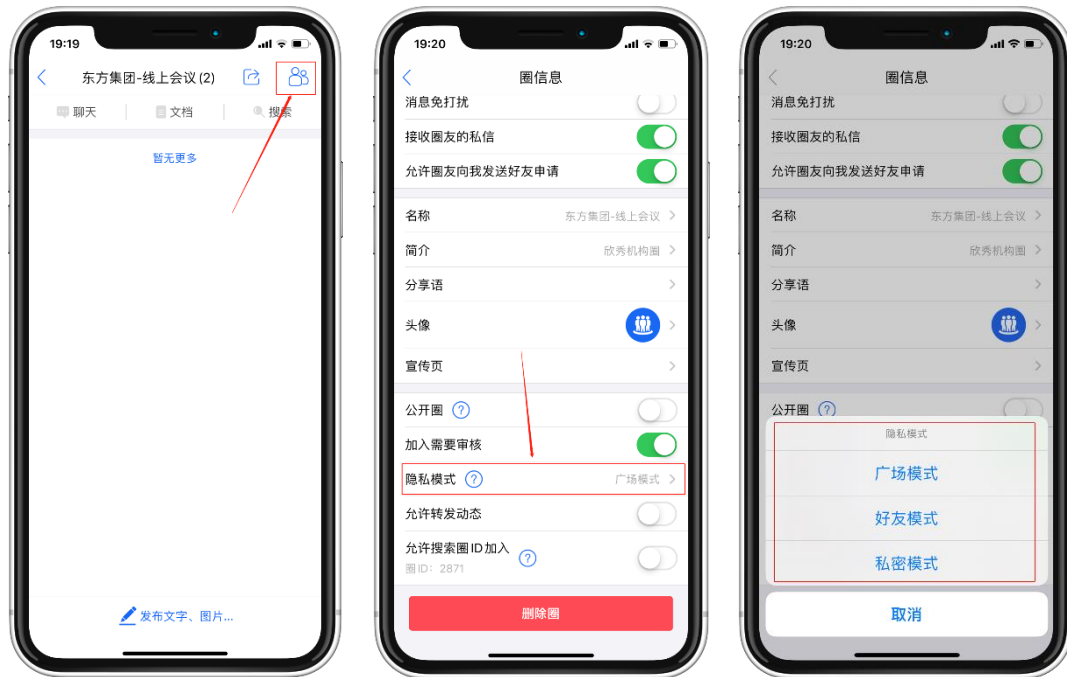 19:19
东方集团-线上会议(2)
聊天
文档
搜索
暂无更多
发布文字、图片...
19:20
圈信息
消息免打扰
接收圈友的私信
允许圈友向我发送好友申请
名称 东方集团-线上会议
简介 欣秀机构圈
分享语
头像
宣传页
公开圈 ?
加入需要审核
隐私模式 ? 广场模式
允许转发动态
允许搜索圈ID加入 ?
圈ID：2871
删除圈
19:20
圈信息
消息免打扰
接收圈友的私信
允许圈友向我发送好友申请
名称 东方集团-线上会议
简介 欣秀机构圈
分享语
头像
宣传页
公开圈 ?
隐私模式
广场模式
好友模式
私密模式
取消